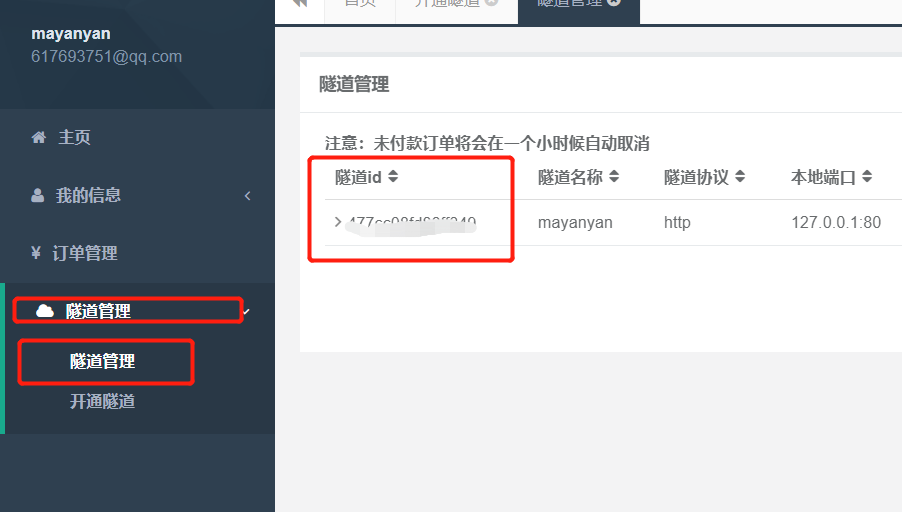 mayanyan
617693751@qq.com
主页
我的信息
¥ 订单管理
隧道管理
隧道管理
开通隧道
首页 开通隧道 隧道管理
隧道管理
注意：未付款订单将会在一个小时候自动取消
隧道id 隧道名称 隧道协议 本地端口
mayanyan http 127.0.0.1:80